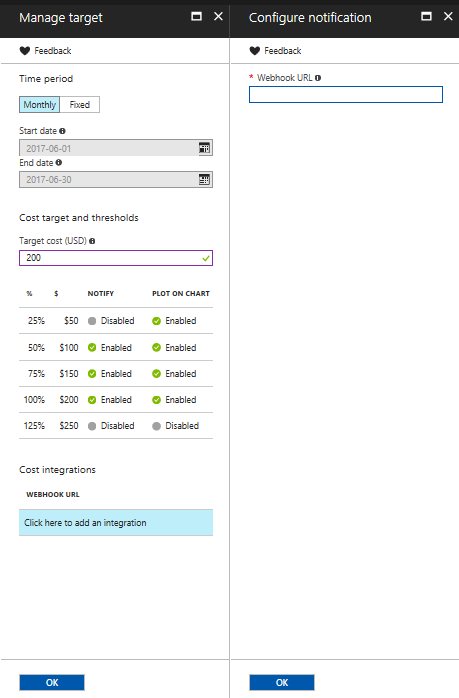 Manage target
Feedback
Time period
Monthly Fixed
Start date
2017-06-01
End date
2017-06-30
Cost target and thresholds
Target cost (USD)
200
% $ NOTIFY PLOT ON CHART
25% $50 Disabled Enabled
50% $100 Enabled Enabled
75% $150 Enabled Enabled
100% $200 Enabled Enabled
125% $250 Disabled Disabled
Cost integrations
WEBHOOK URL
Click here to add an integration
OK
Configure notification
Feedback
* Webhook URL
OK